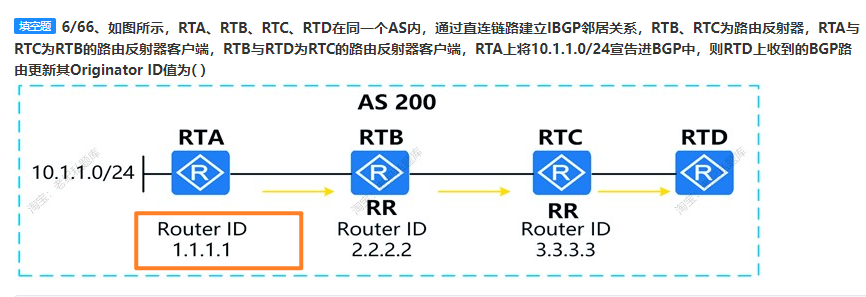 填空题 6/66、如图所示，RTA、RTB、RTC、RTD在同一个AS内，通过直连链路建立IBGP邻居关系，RTB、RTC为路由反射器，RTA与
RTC为RTB的路由反射器客户端，RTB与RTD为RTC的路由反射器客户端，RTA上将10.1.1.0/24宣告进BGP中，则RTD上收到的BGP路
由更新其Originator ID值为( )
AS 200
RTA RTB RTC RTD
10.1.1.0/24
R R R R
RR RR
Router ID Router ID Router ID
1.1.1.1 2.2.2.2 3.3.3.3